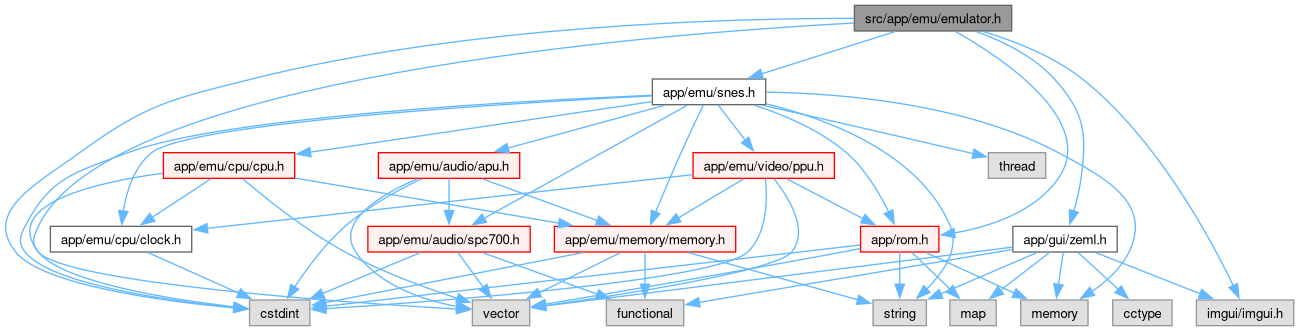 src/app/emu/emulator.h
app/emu/snes.h
app/emu/cpu/cpu.h
app/emu/audio/apu.h
app/emu/video/ppu.h
thread
app/emu/cpu/clock.h
app/emu/audio/spc700.h
app/emu/memory/memory.h
app/rom.h
app/gui/zeml.h
cstdint
vector
functional
string
map
memory
cctype
imgui/imgui.h